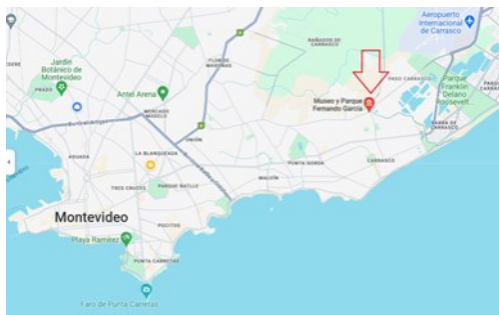 Aeropuerto
Internacional
de Carrasco
BAÑADOS DE
CARRASCO
Jardín
Botánico de
Montevideo
PRADO
FLOR DE
MAROÑAS
Antel Arena
MERCADO
MODELO
Museo y Parque
Fernando García
PASO CARRASCO
Parque
Franklin
Delano
Roosevelt...
BARRA DE
CARRASCO
AGUADA
LA BLANQUEADA
UNIÓN
PUNTA GORDA
CARRASCO
MALVÍN
TRES CRUCES
PARQUE BATLLE
Montevideo
POCITOS
Playa Ramírez
PUNTA CARRETAS
Faro de Punta Carretas